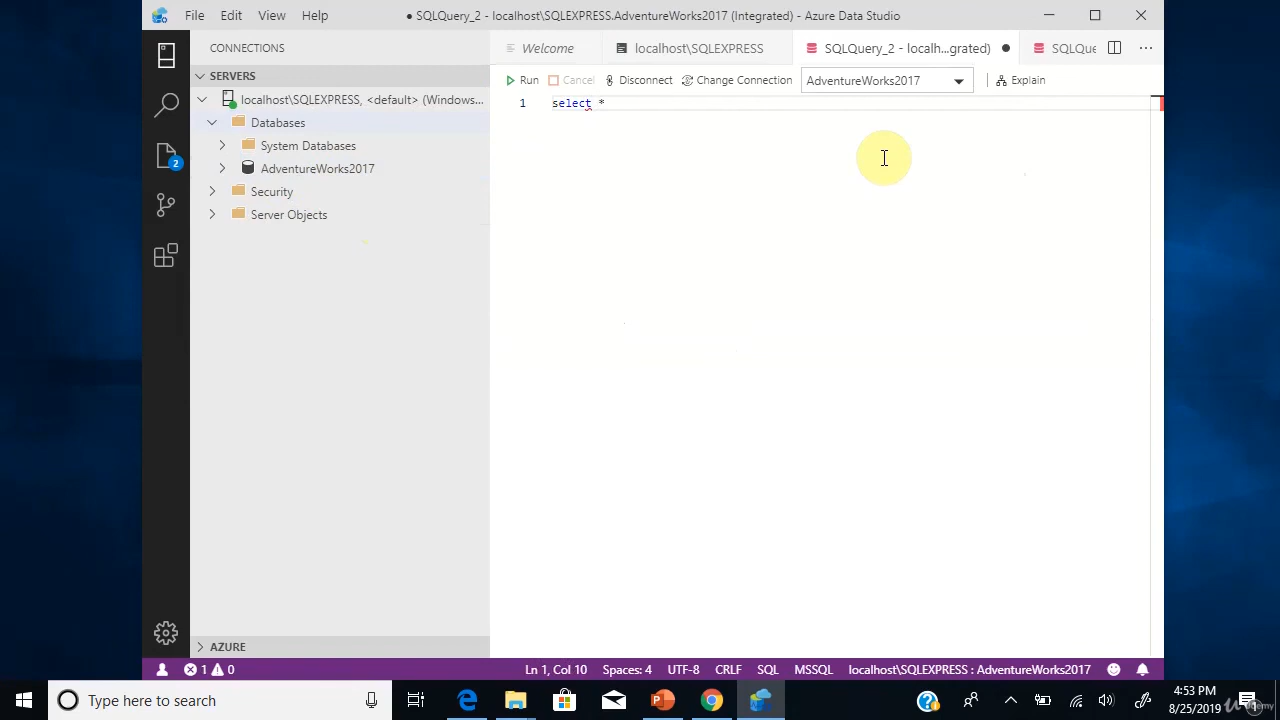 File Edit View Help
● SQLQuery_2 - localhost\SQLEXPRESS.AdventureWorks2017 (Integrated) - Azure Data Studio
CONNECTIONS
Welcome
localhost\SQLEXPRESS
SQLQuery_2 - localh...grated) ●
SQLQue
SERVERS
Run Cancel Disconnect Change Connection AdventureWorks2017 Explain
localhost\SQLEXPRESS, <default> (Windows...
1 select *
Databases
System Databases
2
AdventureWorks2017
Security
Server Objects
AZURE
1 0
Ln 1, Col 10 Spaces: 4 UTF-8 CRLF SQL MSSQL localhost\SQLEXPRESS : AdventureWorks2017
Type here to search
4:53 PM
8/25/2019
1
Udemy